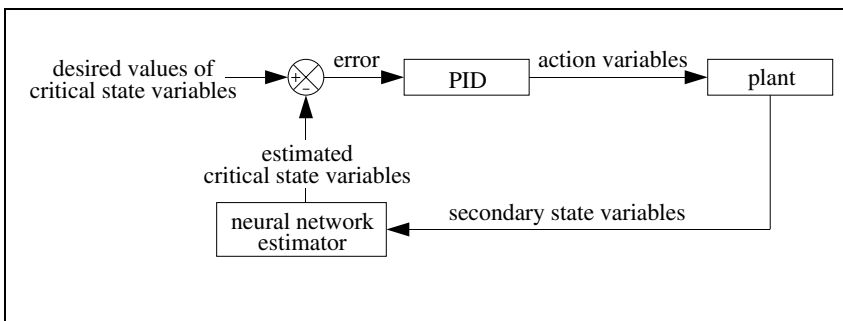 desired values of
critical state variables
+
−
error
PID
action variables
plant
estimated
critical state variables
neural network
estimator
secondary state variables